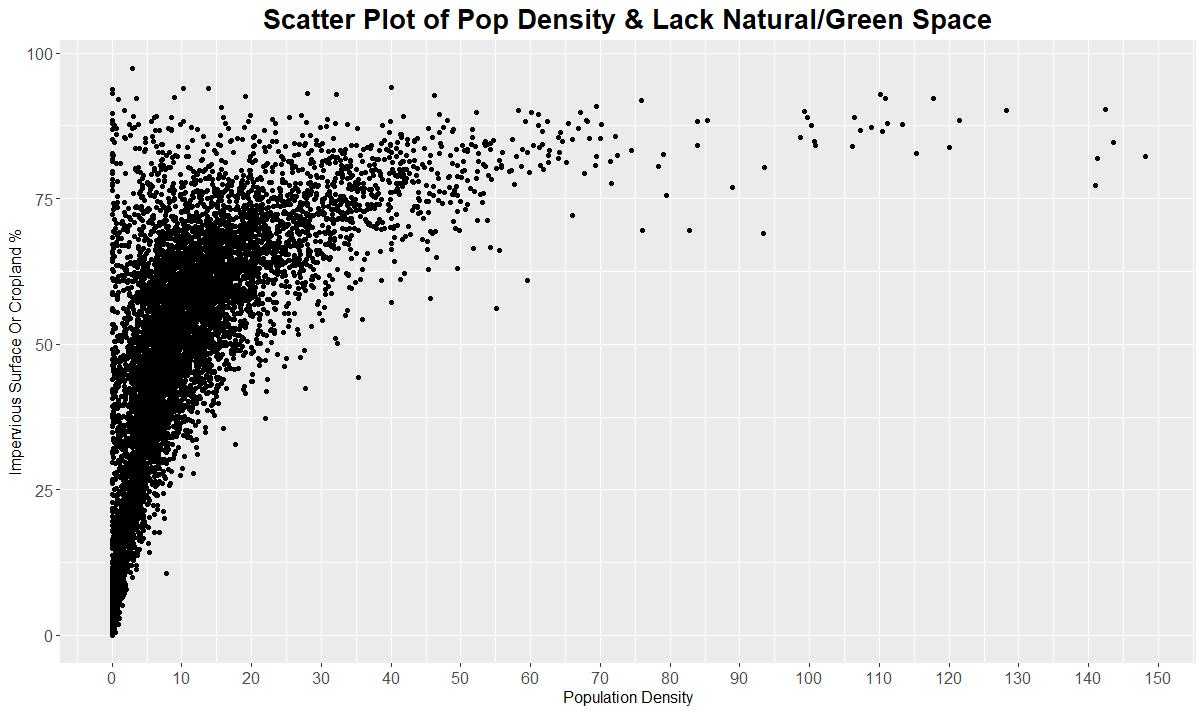 Scatter Plot of Pop Density & Lack Natural/Green Space
Impervious Surface Or Cropland %
100
75
50
25
0
0 10 20 30 40 50 60 70 80 90 100 110 120 130 140 150
Population Density